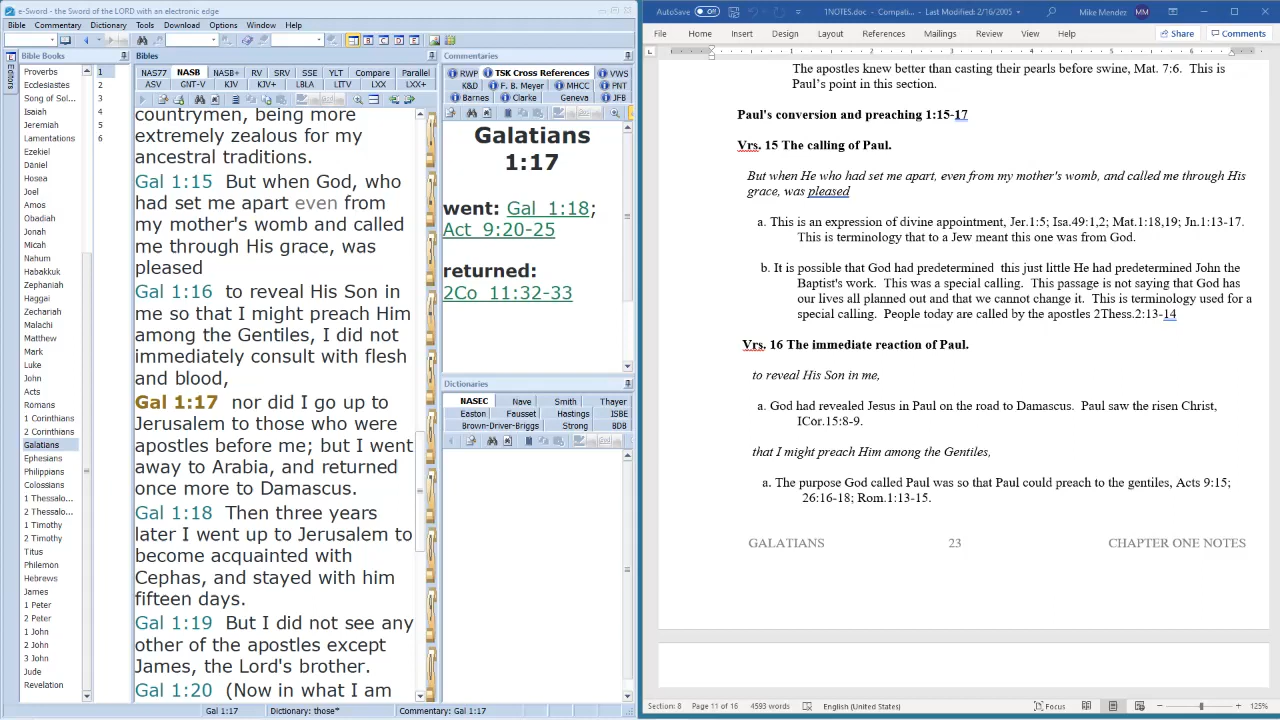 e-Sword - the Sword of the LORD with an electronic edge
Bible Commentary Dictionary Tools Download Options Window Help
Editors
Bible Books
Proverbs
Ecclesiastes
Song of Sol...
Isaiah
Jeremiah
Lamentations
Ezekiel
Daniel
Hosea
Joel
Amos
Obadiah
Jonah
Micah
Nahum
Habakkuk
Zephaniah
Haggai
Zechariah
Malachi
Matthew
Mark
Luke
John
Acts
Romans
1 Corinthians
2 Corinthians
Galatians
Ephesians
Philippians
Colossians
1 Thessalo...
2 Thessalo...
1 Timothy
2 Timothy
Titus
Philemon
Hebrews
James
1 Peter
2 Peter
1 John
2 John
3 John
Jude
Revelation
1
2
3
4
5
6
Bibles
NAS77 NASB NASB+ RV SRV SSE YLT Compare Parallel
ASV GNT-V KJV KJV+ LBLA LITV LXX LXX+
countrymen, being more
extremely zealous for my
ancestral traditions.
Gal 1:15 But when God, who
had set me apart even from
my mother's womb and called
me through His grace, was
pleased
Gal 1:16 to reveal His Son in
me so that I might preach Him
among the Gentiles, I did not
immediately consult with flesh
and blood,
Gal 1:17 nor did I go up to
Jerusalem to those who were
apostles before me; but I went
away to Arabia, and returned
once more to Damascus.
Gal 1:18 Then three years
later I went up to Jerusalem to
become acquainted with
Cephas, and stayed with him
fifteen days.
Gal 1:19 But I did not see any
other of the apostles except
James, the Lord's brother.
Gal 1:20 (Now in what I am
Commentaries
RWP TSK Cross References VWS
K&D F. B. Meyer MHCC PNT
Barnes Clarke Geneva JFB
Galatians
1:17
went: Gal 1:18;
Act 9:20-25
returned:
2Co 11:32-33
Dictionaries
NASEC Nave Smith Thayer
Easton Fausset Hastings ISBE
Brown-Driver-Briggs Strong BDB
Gal 1:17 Dictionary: those* Commentary: Gal 1:17
AutoSave Off 1NOTES.doc - Compati... - Last Modified: 2/16/2005 Mike Mendez MM
File Home Insert Design Layout References Mailings Review View Help Share Comments
1 2 3 4 5 6
The apostles knew better than casting their pearls before swine, Mat. 7:6. This is
Paul's point in this section.
Paul's conversion and preaching 1:15-17
Vrs. 15 The calling of Paul.
But when He who had set me apart, even from my mother's womb, and called me through His
grace, was pleased
a. This is an expression of divine appointment, Jer.1:5; Isa.49:1,2; Mat.1:18,19; Jn.1:13-17.
This is terminology that to a Jew meant this one was from God.
b. It is possible that God had predetermined this just little He had predetermined John the
Baptist's work. This was a special calling. This passage is not saying that God has
our lives all planned out and that we cannot change it. This is terminology used for a
special calling. People today are called by the apostles 2Thess.2:13-14
Vrs. 16 The immediate reaction of Paul.
to reveal His Son in me,
a. God had revealed Jesus in Paul on the road to Damascus. Paul saw the risen Christ,
ICor.15:8-9.
that I might preach Him among the Gentiles,
a. The purpose God called Paul was so that Paul could preach to the gentiles, Acts 9:15;
26:16-18; Rom.1:13-15.
GALATIANS 23 CHAPTER ONE NOTES
Section: 8 Page 11 of 16 4593 words English (United States) Focus 125%